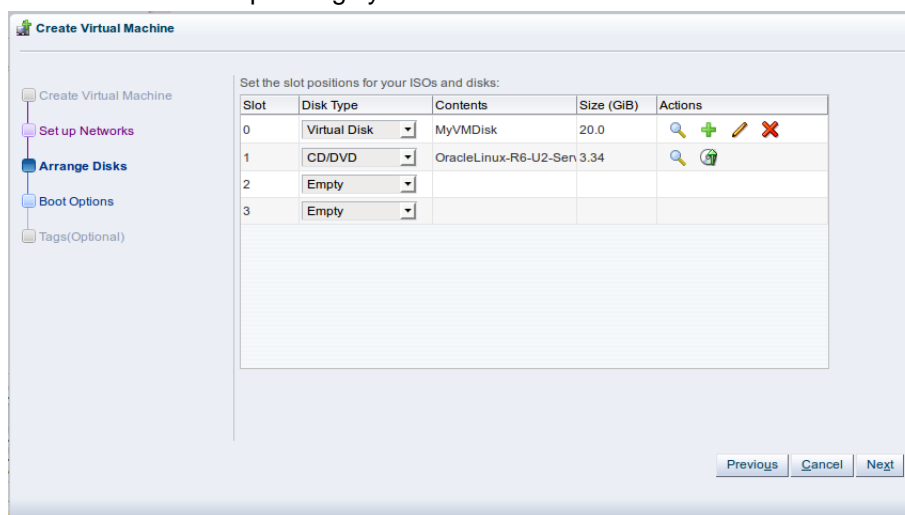 Create Virtual Machine
Create Virtual Machine
Set up Networks
Arrange Disks
Boot Options
Tags(Optional)
Set the slot positions for your ISOs and disks:
Slot Disk Type Contents Size (GiB) Actions
0 Virtual Disk MyVMDisk 20.0
1 CD/DVD OracleLinux-R6-U2-Serv 3.34
2 Empty
3 Empty
Previous Cancel Next